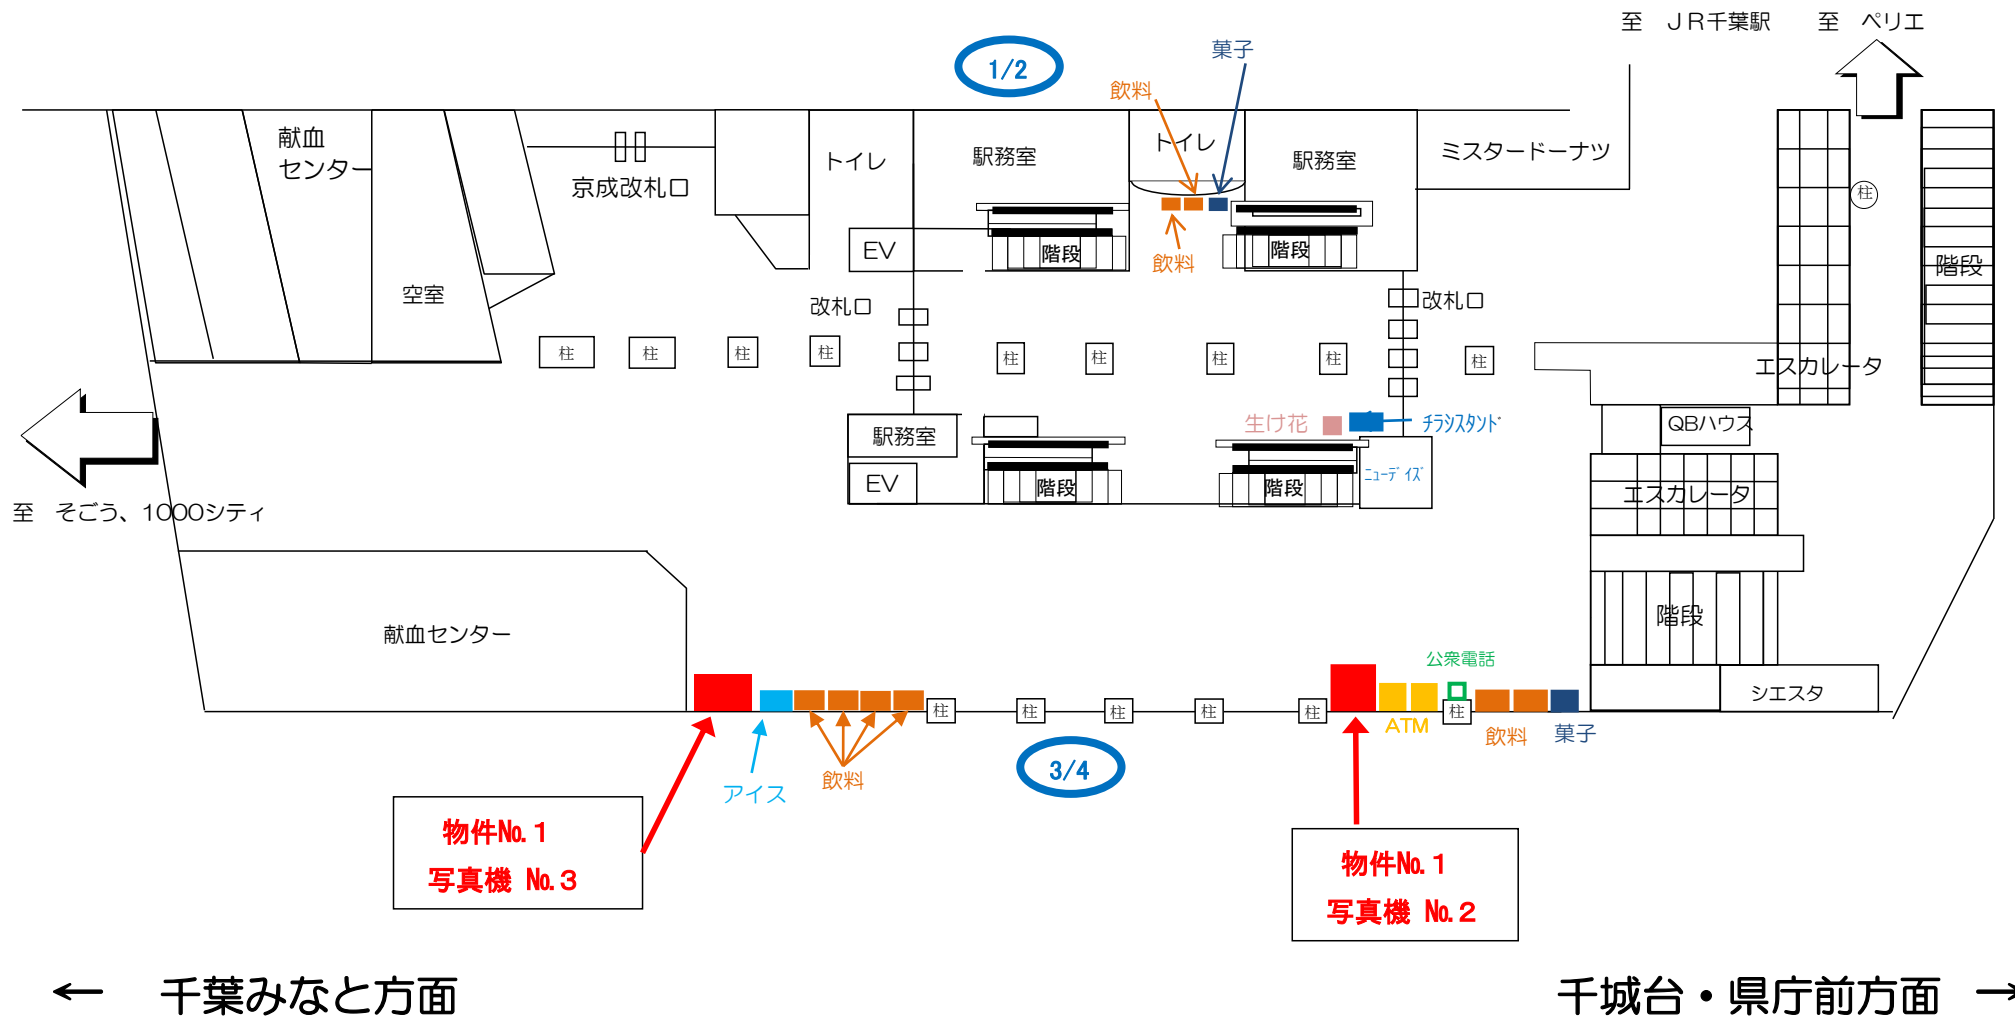 至　ＪＲ千葉駅　　至　ペリエ
1/2
菓子
飲料
献血
センター
トイレ
駅務室
トイレ
駅務室
ミスタードーナツ
京成改札口
柱
EV
階段
階段
飲料
階段
空室
改札口
改札口
柱
柱
柱
柱
柱
柱
柱
柱
柱
エスカレータ
生け花
チラシスタンド
QBハウス
駅務室
EV
階段
階段
ニューデイズ
エスカレータ
至　そごう、1000シティ
階段
献血センター
公衆電話
シエスタ
柱
柱
柱
柱
柱
柱
ATM
飲料
菓子
3/4
アイス
飲料
物件№.1
写真機 №.3
物件№.1
写真機 №.2
←　千葉みなと方面
千城台・県庁前方面　→